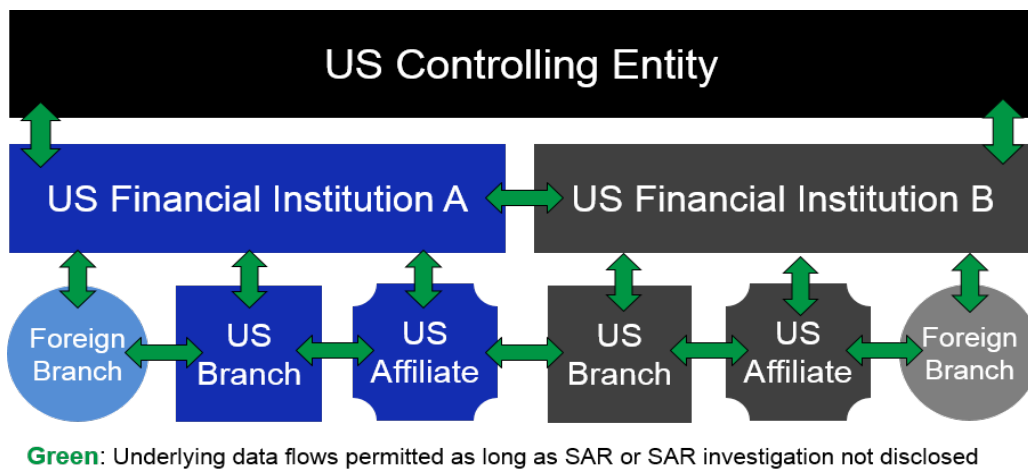 US Controlling Entity
US Financial Institution A
US Financial Institution B
Foreign
Branch
US
Branch
US
Affiliate
US
Branch
US
Affiliate
Foreign
Branch
Green: Underlying data flows permitted as long as SAR or SAR investigation not disclosed